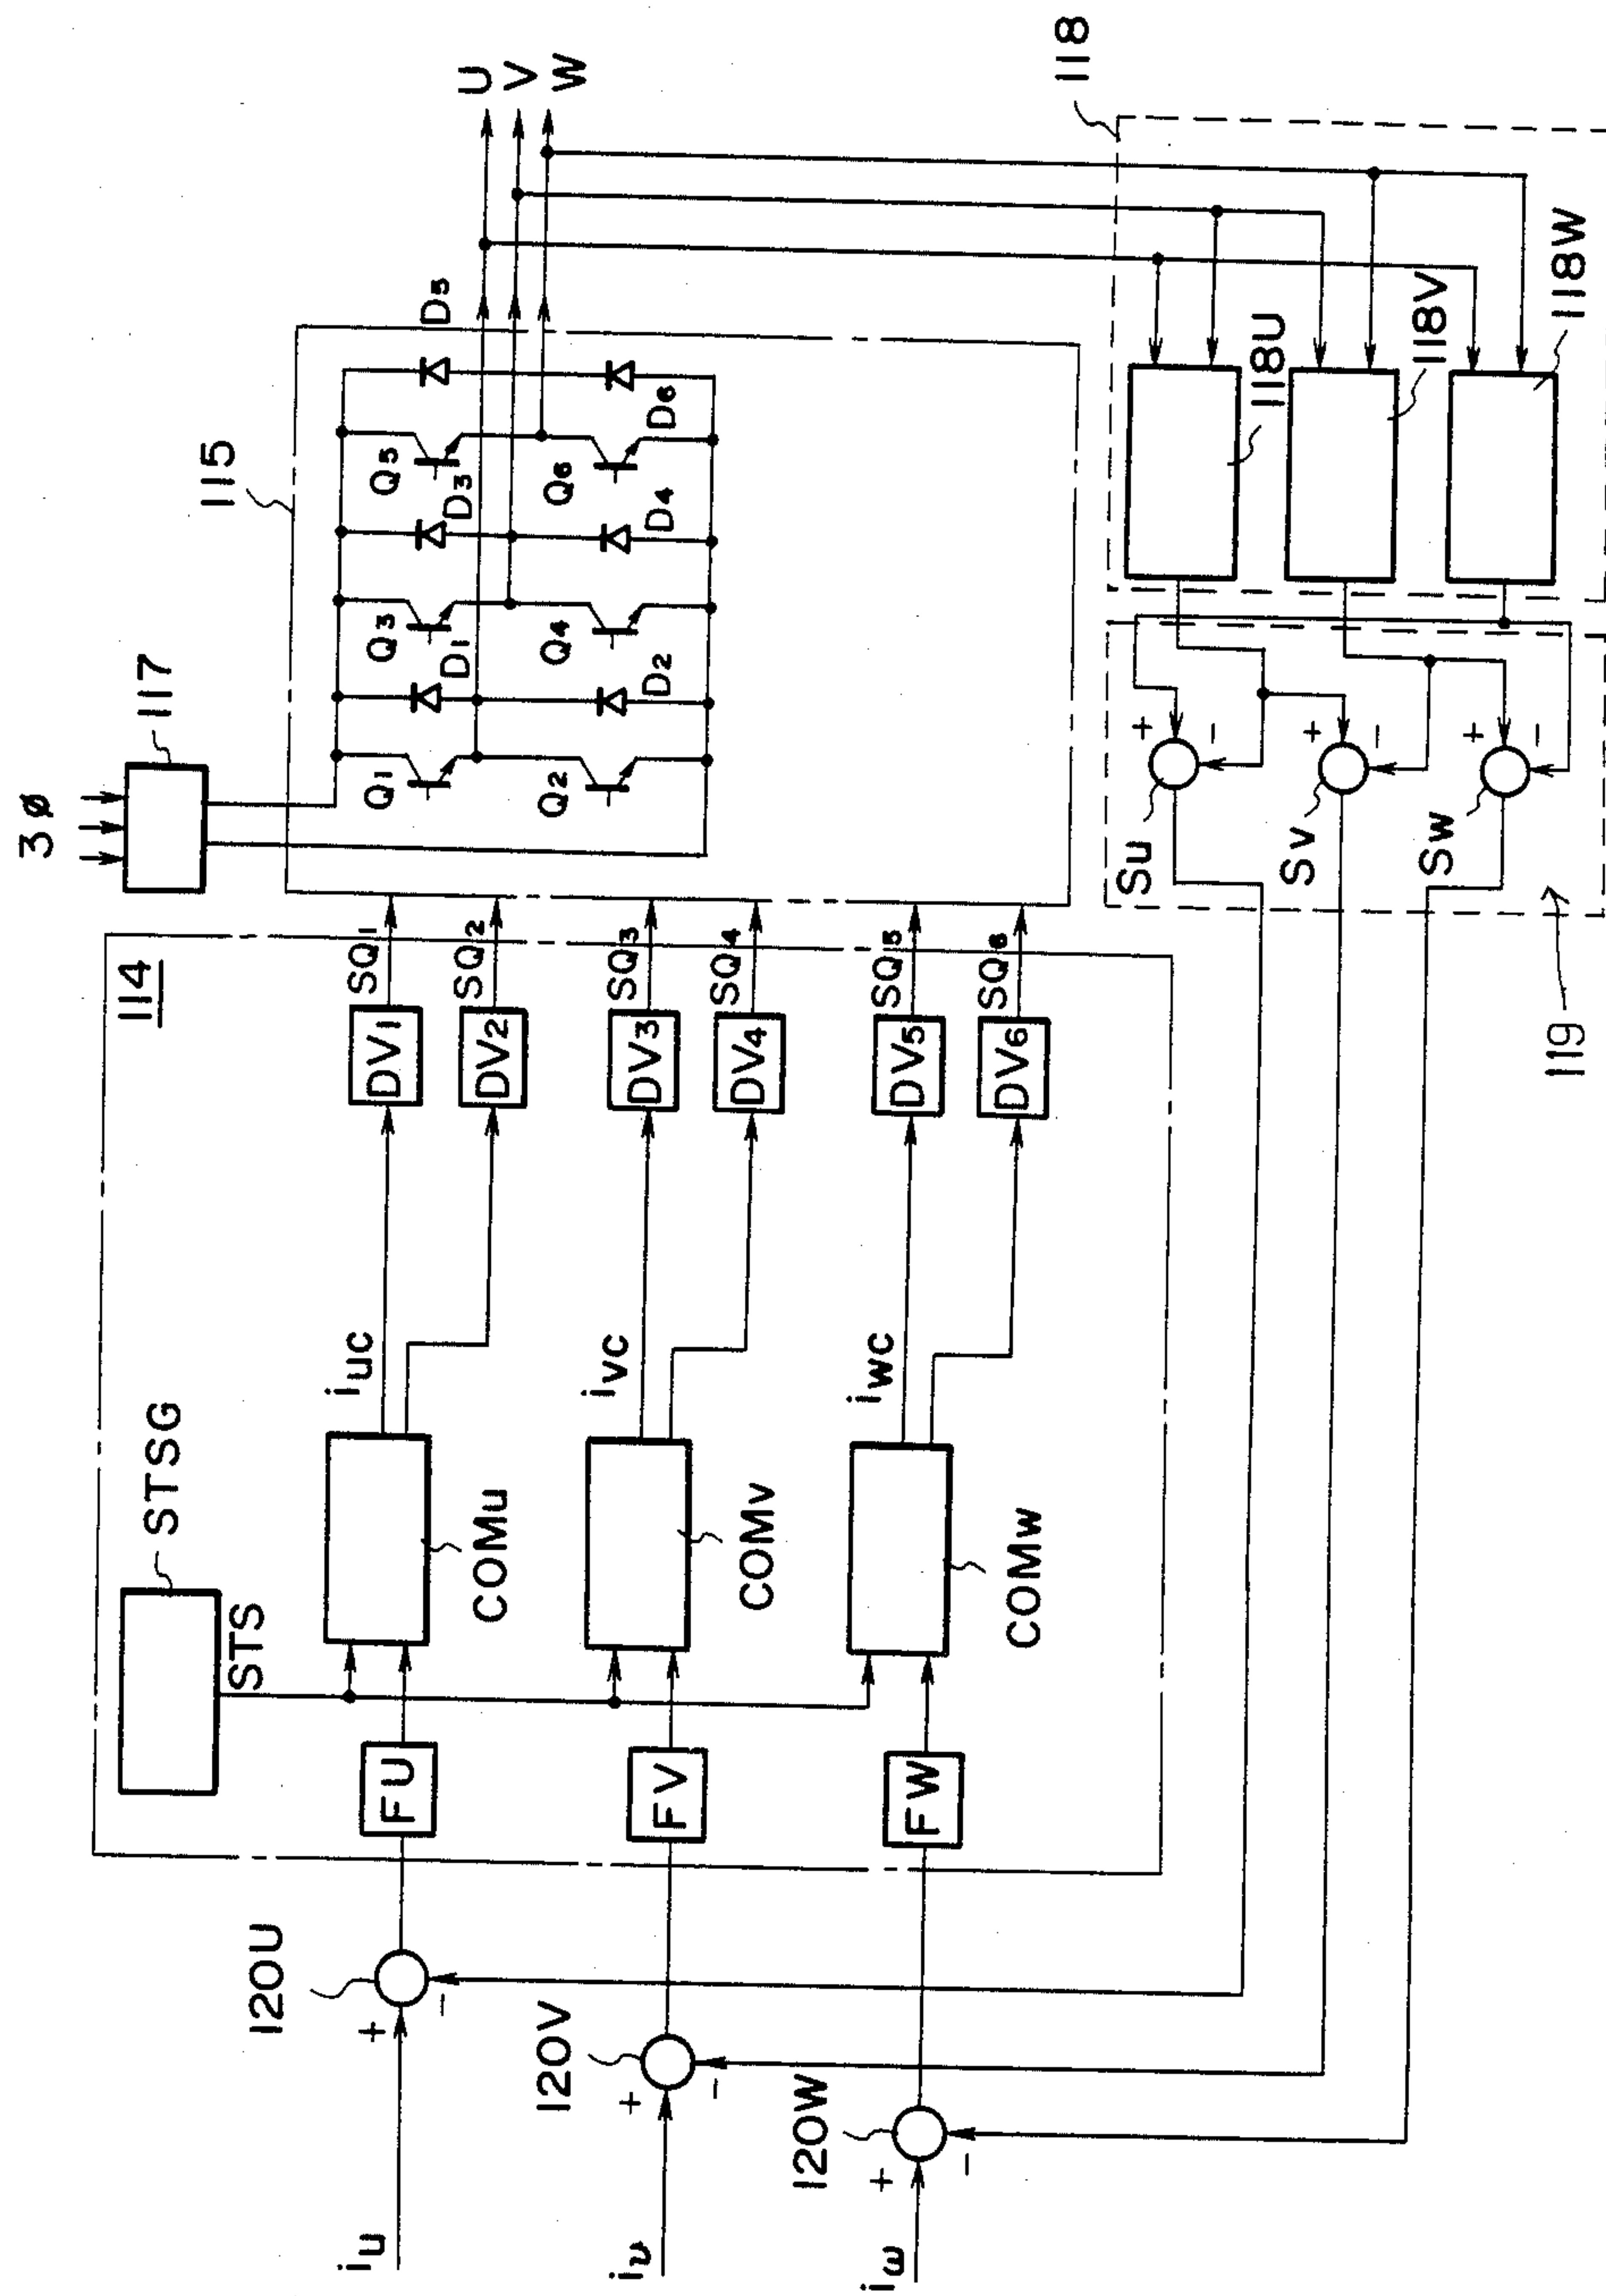 3ø
117
115
U
V
W
118
Q1
D1
Q3
D3
Q5
D5
Q2
D2
Q4
D4
Q6
D6
114
STSG
STS
120U
iu
+
-
FU
COMu
iuc
DV1
SQ1
DV2
SQ2
120V
iv
+
-
FV
COMv
ivc
DV3
SQ3
DV4
SQ4
120W
iω
+
-
FW
COMw
iwc
DV5
SQ5
DV6
SQ6
Su
+
-
118U
Sv
+
-
118V
Sw
+
-
118W
119